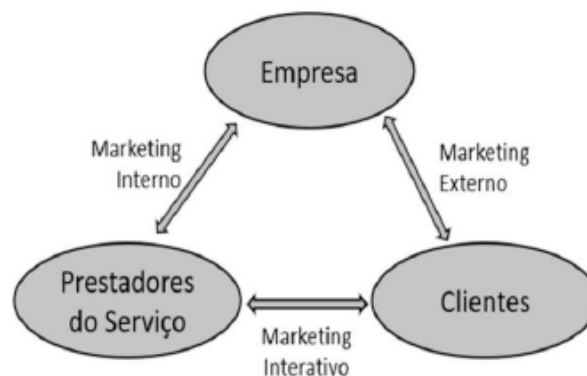 Empresa
Marketing
Interno
Marketing
Externo
Prestadores
do Serviço
Clientes
Marketing
Interativo